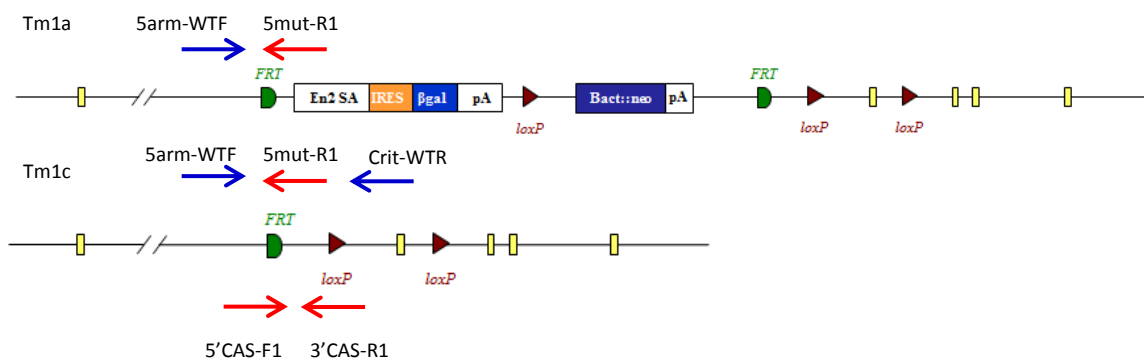 Tm1a 5arm-WTF 5mut-R1
FRT FRT
En2 SA IRES βgal pA Bact::neo pA
loxP loxP loxP
5arm-WTF 5mut-R1 Crit-WTR
Tm1c
FRT
loxP loxP
5’CAS-F1 3’CAS-R1